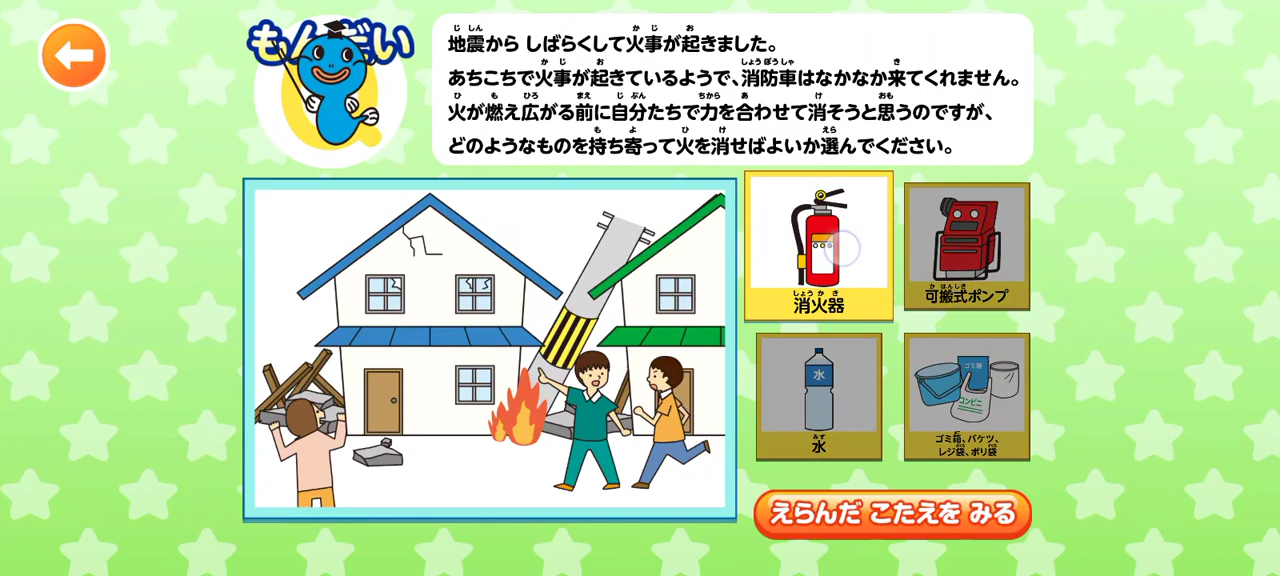 もんだい
地震から しばらくして火事が起きました。
あちこちで火事が起きているようで、消防車はなかなか来てくれません。
火が燃え広がる前に自分たちで力を合わせて消そうと思うのですが、
どのようなものを持ち寄って火を消せばよいか選んでください。
消火器
可搬式ポンプ
水
水
ゴミ箱
コンビニ
ゴミ箱、バケツ、
レジ袋、ポリ袋
えらんだ こたえを みる